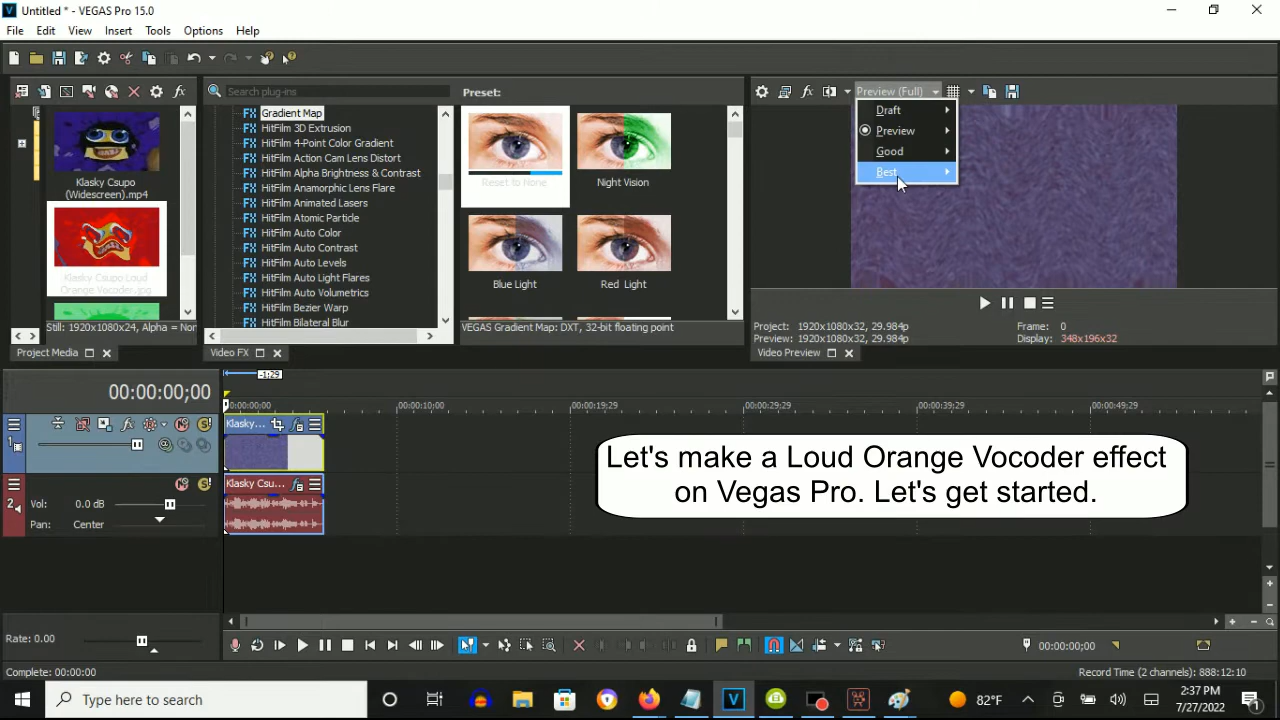 Untitled * - VEGAS Pro 15.0
File Edit View Insert Tools Options Help
Search plug-ins
Preset:
Preview (Full)
Draft
Preview
Good
Best
Klasky Csupo
(Widescreen).mp4
Klasky Csupo Loud
Orange Vocoder.jpg
Still: 1920x1080x24, Alpha = Non
Project Media
Gradient Map
HitFilm 3D Extrusion
HitFilm 4-Point Color Gradient
HitFilm Action Cam Lens Distort
HitFilm Alpha Brightness & Contrast
HitFilm Anamorphic Lens Flare
HitFilm Animated Lasers
HitFilm Atomic Particle
HitFilm Auto Color
HitFilm Auto Contrast
HitFilm Auto Levels
HitFilm Auto Light Flares
HitFilm Auto Volumetrics
HitFilm Bezier Warp
HitFilm Bilateral Blur
Video FX
Reset to None
Night Vision
Blue Light
Red Light
VEGAS Gradient Map: DXT, 32-bit floating point
Project: 1920x1080x32, 29.984p
Preview: 1920x1080x32, 29.984p
Frame: 0
Display: 348x196x32
Video Preview
00:00:00;00
-1:29
00:00:00;00 00:00:10;00 00:00:19;29 00:00:29;29 00:00:39;29 00:00:49;29
1
Klasky...
2
Vol: 0.0 dB
Pan: Center
Klasky Csu...
Let's make a Loud Orange Vocoder effect
on Vegas Pro. Let's get started.
Rate: 0.00
00:00:00;00
Complete: 00:00:00
Record Time (2 channels): 888:12:10
Type here to search
82°F
2:37 PM
7/27/2022